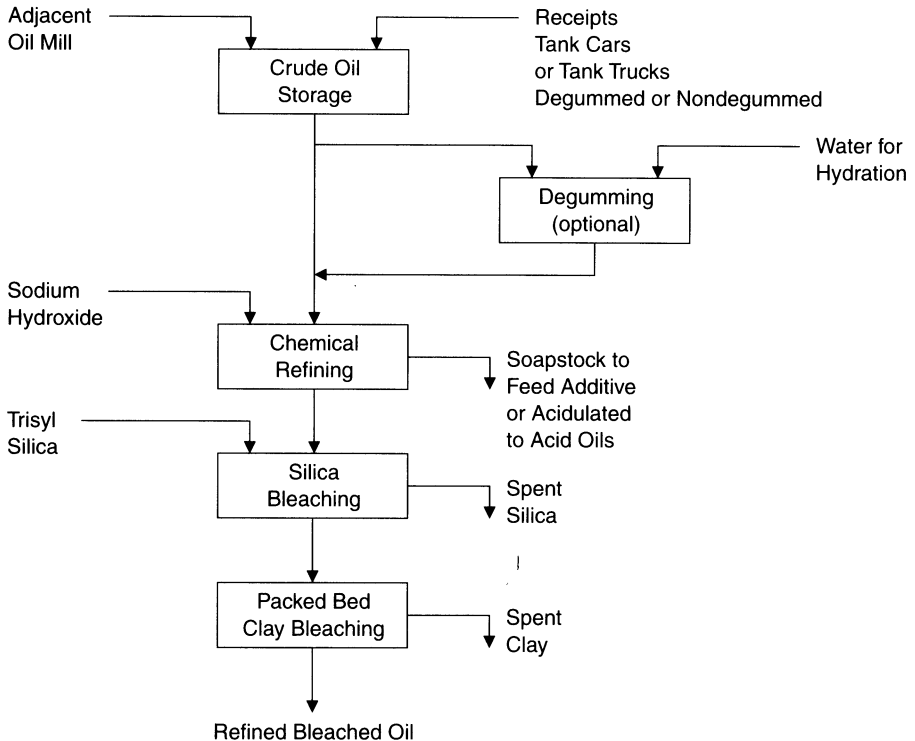 Adjacent
Oil Mill
Receipts
Tank Cars
or Tank Trucks
Degummed or Nondegummed
Crude Oil
Storage
Water for
Hydration
Degumming
(optional)
Sodium
Hydroxide
Chemical
Refining
Soapstock to
Feed Additive
or Acidulated
to Acid Oils
Trisyl
Silica
Silica
Bleaching
Spent
Silica
Packed Bed
Clay Bleaching
Spent
Clay
Refined Bleached Oil